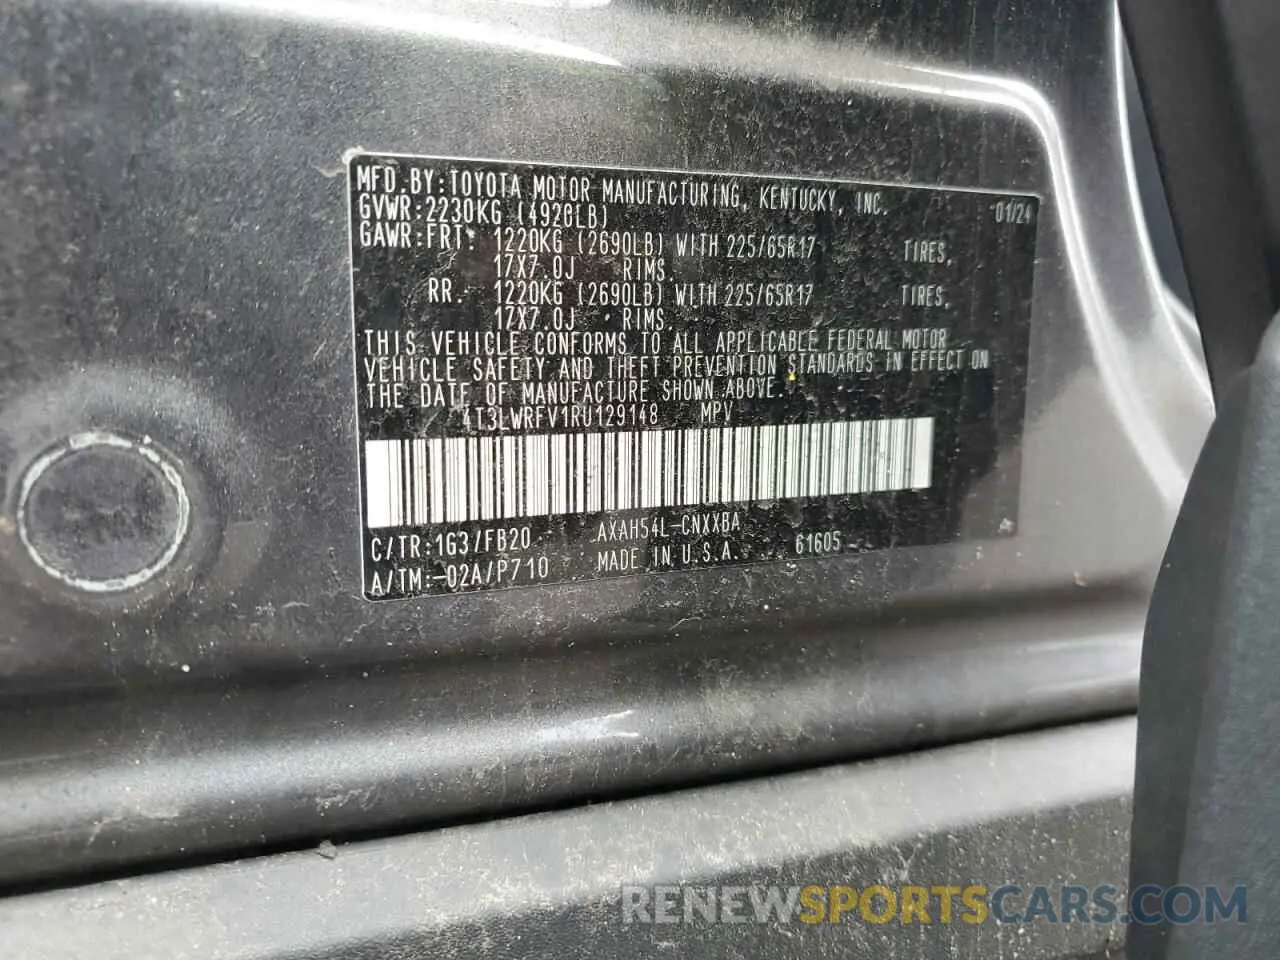 MFD.BY:TOYOTA MOTOR MANUFACTURING, KENTUCKY, INC. 01/24
GVWR:2230KG (4920LB)
GAWR:FRT. 1220KG (2690LB) WITH 225/65R17 TIRES,
17X7.0J RIMS.
RR. 1220KG (2690LB) WITH 225/65R17 TIRES,
17X7.0J RIMS.
THIS VEHICLE CONFORMS TO ALL APPLICABLE FEDERAL MOTOR
VEHICLE SAFETY AND THEFT PREVENTION STANDARDS IN EFFECT ON
THE DATE OF MANUFACTURE SHOWN ABOVE.
4T3LWRFV1RU129148 MPV
C/TR:1G3/FB20 AXAH54L-CNXXBA
A/TM:-02A/P710 MADE IN U.S.A. 61605
RENEWSPORTSCARS.COM